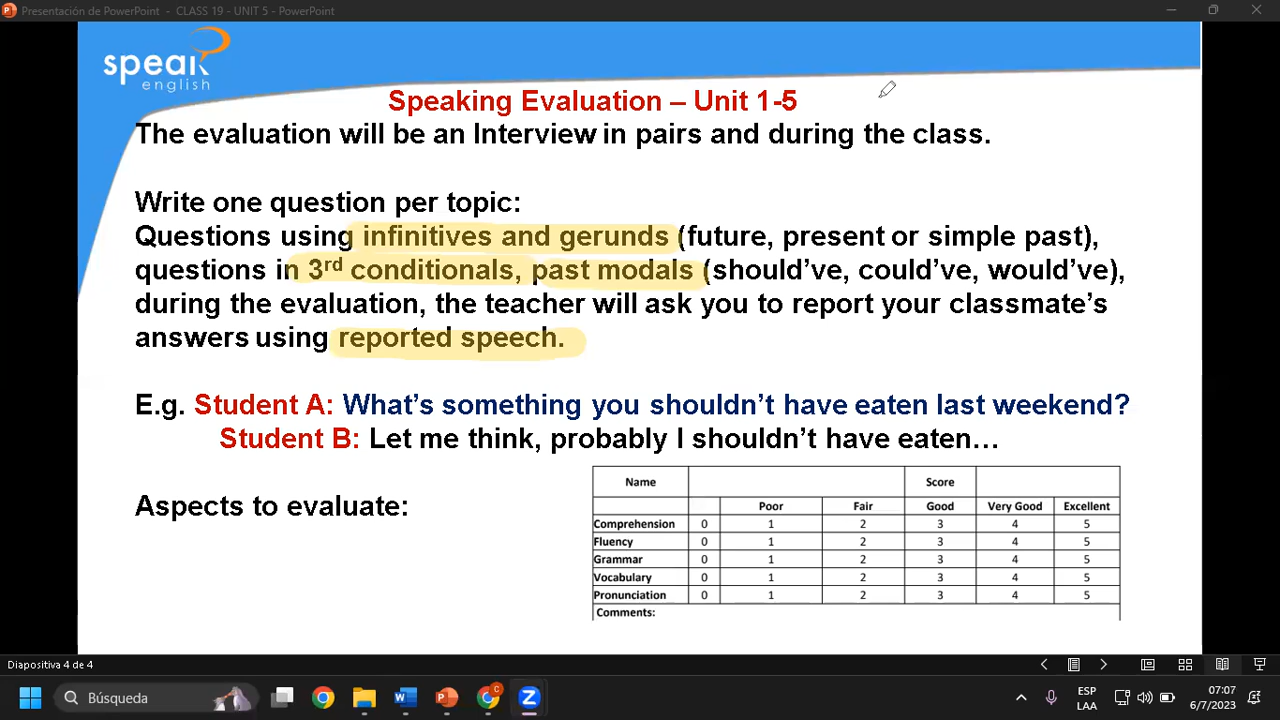 Presentación de PowerPoint - CLASS 19 - UNIT 5 - PowerPoint
speak
english
Speaking Evaluation – Unit 1-5
The evaluation will be an Interview in pairs and during the class.
Write one question per topic:
Questions using infinitives and gerunds (future, present or simple past),
questions in 3rd conditionals, past modals (should’ve, could’ve, would’ve),
during the evaluation, the teacher will ask you to report your classmate’s
answers using reported speech.
E.g. Student A: What’s something you shouldn’t have eaten last weekend?
Student B: Let me think, probably I shouldn’t have eaten…
Aspects to evaluate:
Name Score
Poor Fair Good Very Good Excellent
Comprehension 0 1 2 3 4 5
Fluency 0 1 2 3 4 5
Grammar 0 1 2 3 4 5
Vocabulary 0 1 2 3 4 5
Pronunciation 0 1 2 3 4 5
Comments:
Diapositiva 4 de 4
Búsqueda
ESP
LAA
07:07
6/7/2023